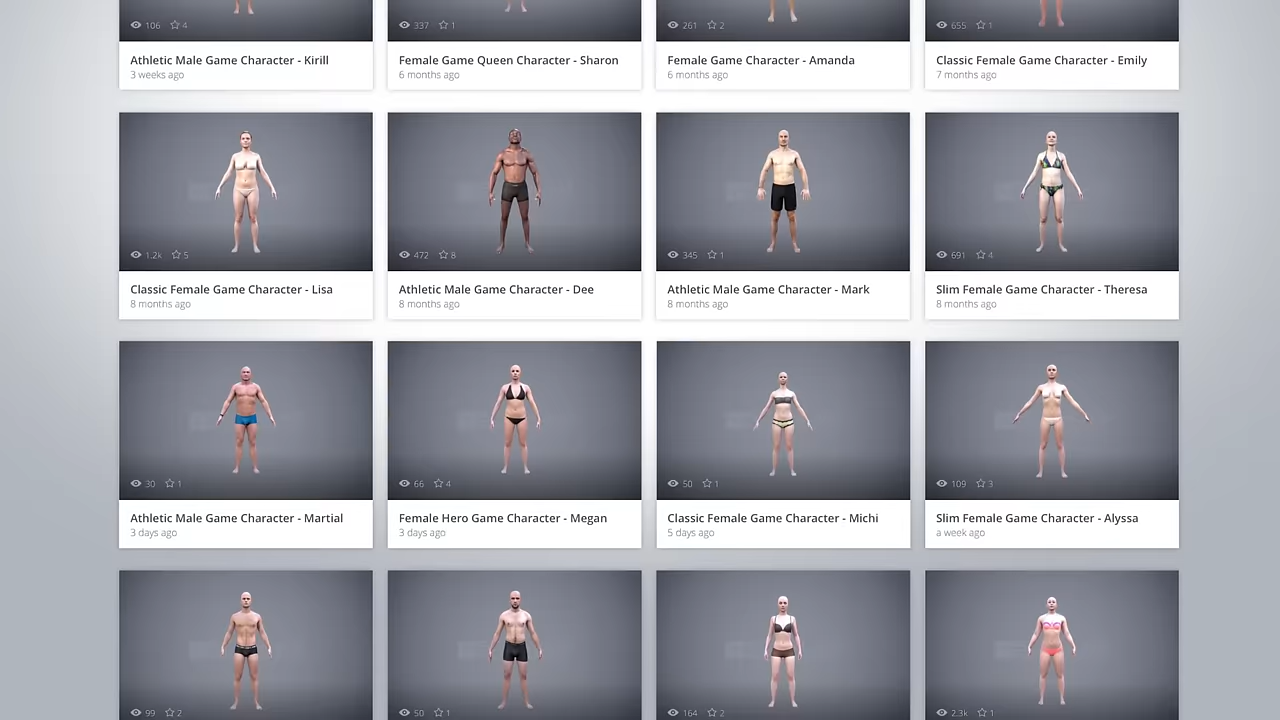 106 4
337 1
261 2
655 1
Athletic Male Game Character - Kirill
3 weeks ago
Female Game Queen Character - Sharon
6 months ago
Female Game Character - Amanda
6 months ago
Classic Female Game Character - Emily
7 months ago
1.2k 5
472 8
345 1
691 4
Classic Female Game Character - Lisa
8 months ago
Athletic Male Game Character - Dee
8 months ago
Athletic Male Game Character - Mark
8 months ago
Slim Female Game Character - Theresa
8 months ago
30 1
66 4
50 1
109 3
Athletic Male Game Character - Martial
3 days ago
Female Hero Game Character - Megan
3 days ago
Classic Female Game Character - Michi
5 days ago
Slim Female Game Character - Alyssa
a week ago
99 2
50 1
164 2
2.3k 1